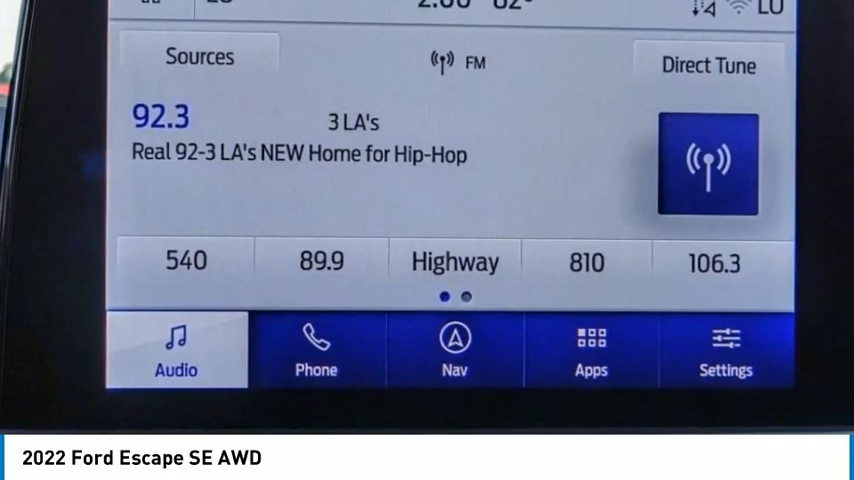 Sources
FM
Direct Tune
92.3
3 LA's
Real 92-3 LA's NEW Home for Hip-Hop
540
89.9
Highway
810
106.3
Audio
Phone
Nav
Apps
Settings
2022 Ford Escape SE AWD